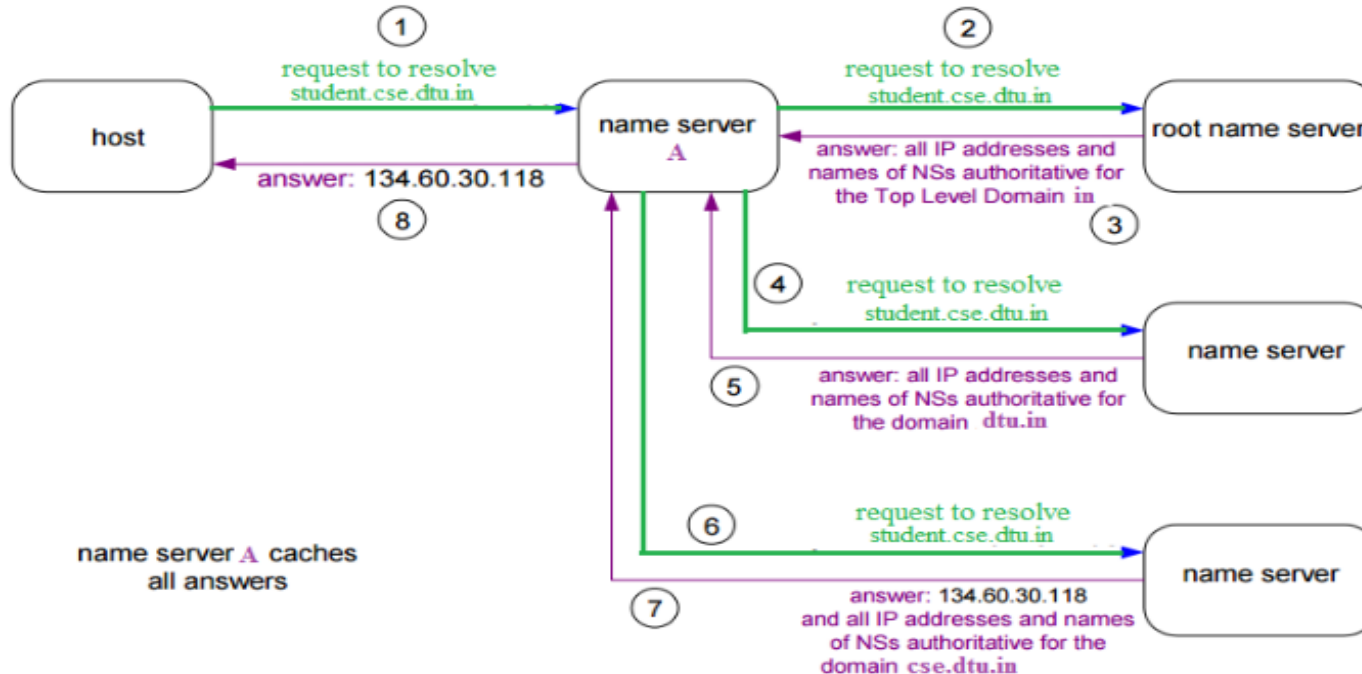 1
2
request to resolve
student.cse.dtu.in
request to resolve
student.cse.dtu.in
host
name server
A
root name server
answer: 134.60.30.118
8
answer: all IP addresses and
names of NSs authoritative for
the Top Level Domain in
3
4
request to resolve
student.cse.dtu.in
name server
5
answer: all IP addresses and
names of NSs authoritative for
the domain dtu.in
6
request to resolve
student.cse.dtu.in
name server A caches
all answers
name server
7
answer: 134.60.30.118
and all IP addresses and names
of NSs authoritative for the
domain cse.dtu.in